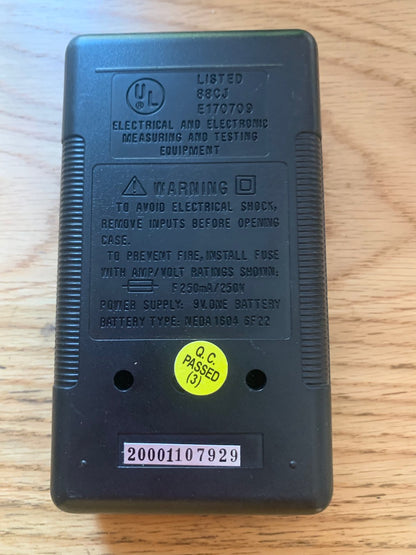 UL
®
LISTED
88CJ
E170709
ELECTRICAL AND ELECTRONIC
MEASURING AND TESTING
EQUIPMENT
WARNING
TO AVOID ELECTRICAL SHOCK,
REMOVE INPUTS BEFORE OPENING
CASE.
TO PREVENT FIRE, INSTALL FUSE
WITH AMP/VOLT RATINGS SHOWN:
F250mA/250V
POWER SUPPLY: 9V, ONE BATTERY
BATTERY TYPE: NEDA 1604 6F22
Q.C.
PASSED
(3)
20001107929